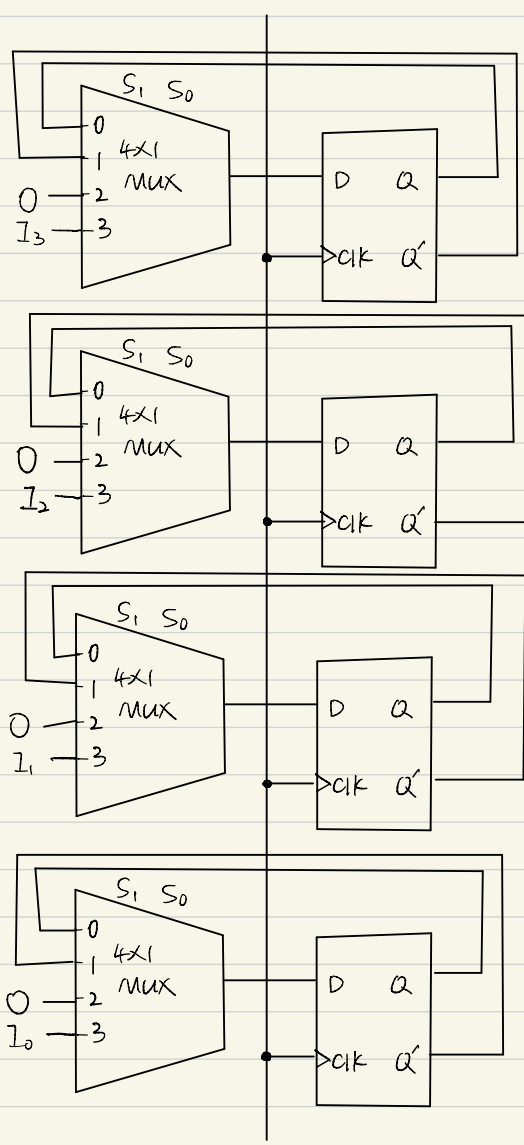 S₁ S₀
0
4X1
1
MUX
D Q
0 2
I₃ 3
CLK Q′
S₁ S₀
0
4X1
1
MUX
D Q
0 2
I₂ 3
CLK Q′
S₁ S₀
0
4X1
1
MUX
D Q
0 2
I₁ 3
CLK Q′
S₁ S₀
0
4X1
1
MUX
D Q
0 2
I₀ 3
CLK Q′